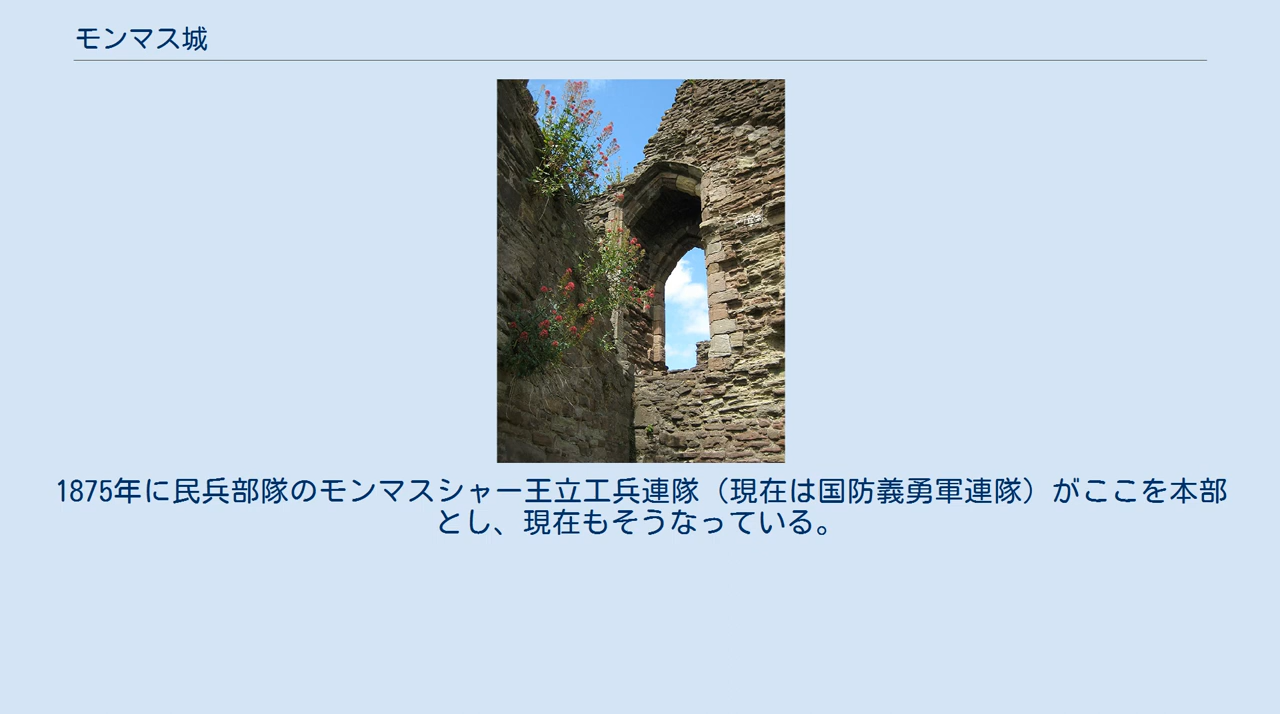 モンマス城
1875年に民兵部隊のモンマスシャー王立工兵連隊（現在は国防義勇軍連隊）がここを本部
とし、現在もそうなっている。